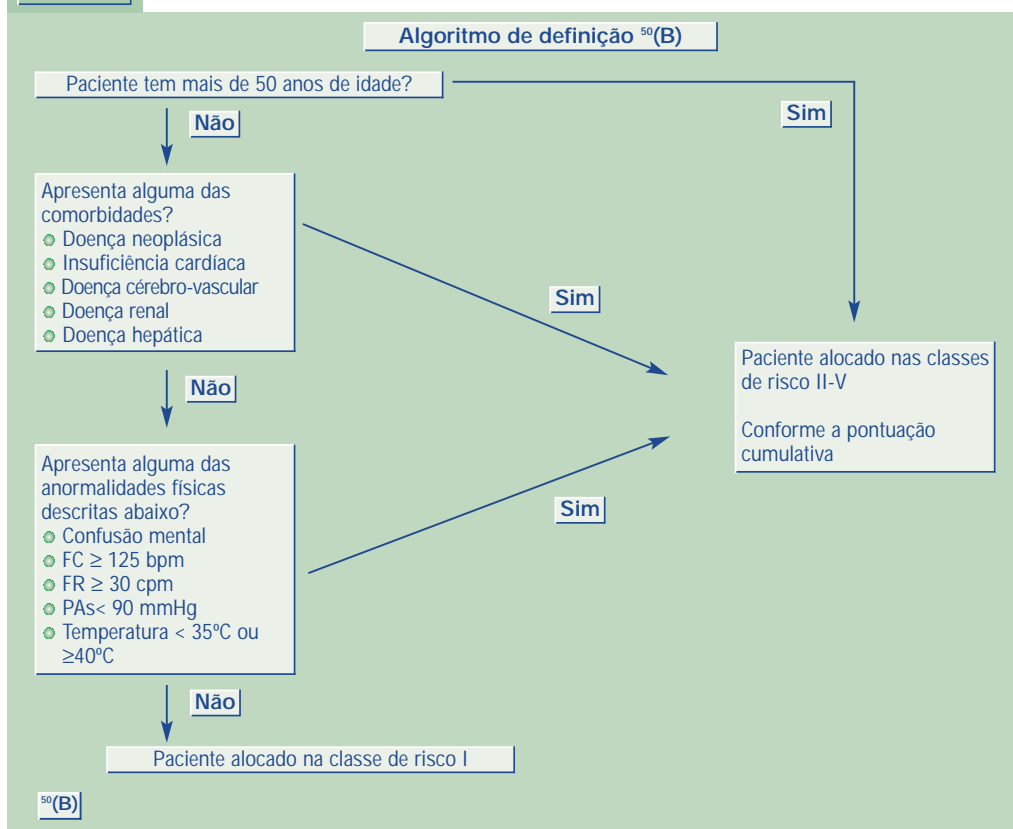 Algoritmo de definição ⁵⁰(B)
Paciente tem mais de 50 anos de idade?
Não
Sim
Apresenta alguma das
comorbidades?
Doença neoplásica
Insuficiência cardíaca
Doença cérebro-vascular
Doença renal
Doença hepática
Sim
Paciente alocado nas classes
de risco II-V
Conforme a pontuação
cumulativa
Não
Apresenta alguma das
anormalidades físicas
descritas abaixo?
Confusão mental
FC ≥ 125 bpm
FR ≥ 30 cpm
PAs< 90 mmHg
Temperatura < 35ºC ou
≥40ºC
Sim
Não
Paciente alocado na classe de risco I
⁵⁰(B)